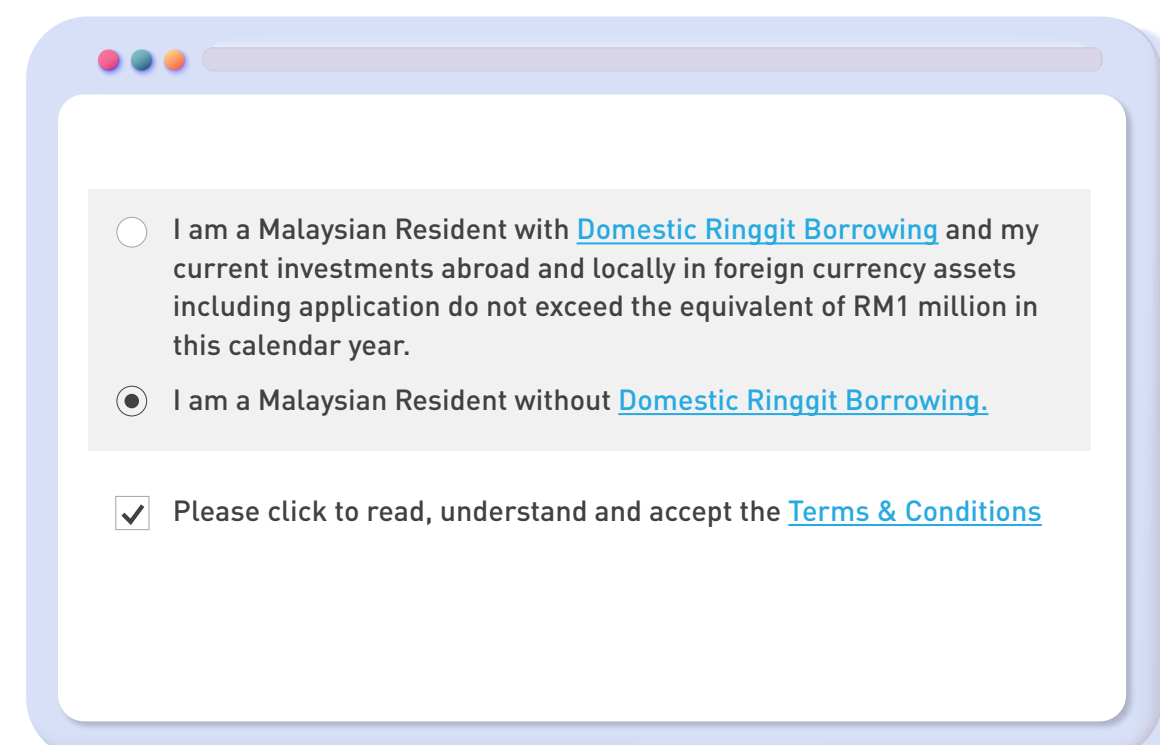 I am a Malaysian Resident with Domestic Ringgit Borrowing and my
current investments abroad and locally in foreign currency assets
including application do not exceed the equivalent of RM1 million in
this calendar year.
I am a Malaysian Resident without Domestic Ringgit Borrowing.
Please click to read, understand and accept the Terms & Conditions